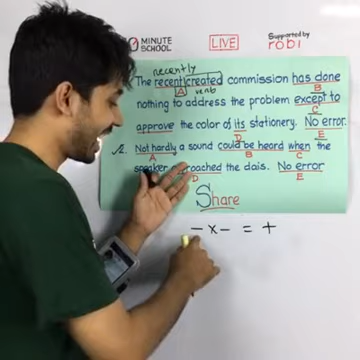 10 MINUTE
SCHOOL
LIVE
Supported by
robi
recently
The recent created commission has done
A verb B
nothing to address the problem except to
C
approve the color of its stationery. No error.
D E
2. Not hardly a sound could be heard when the
A B C
speaker approached the dais. No error
D E
Share
- x - = +